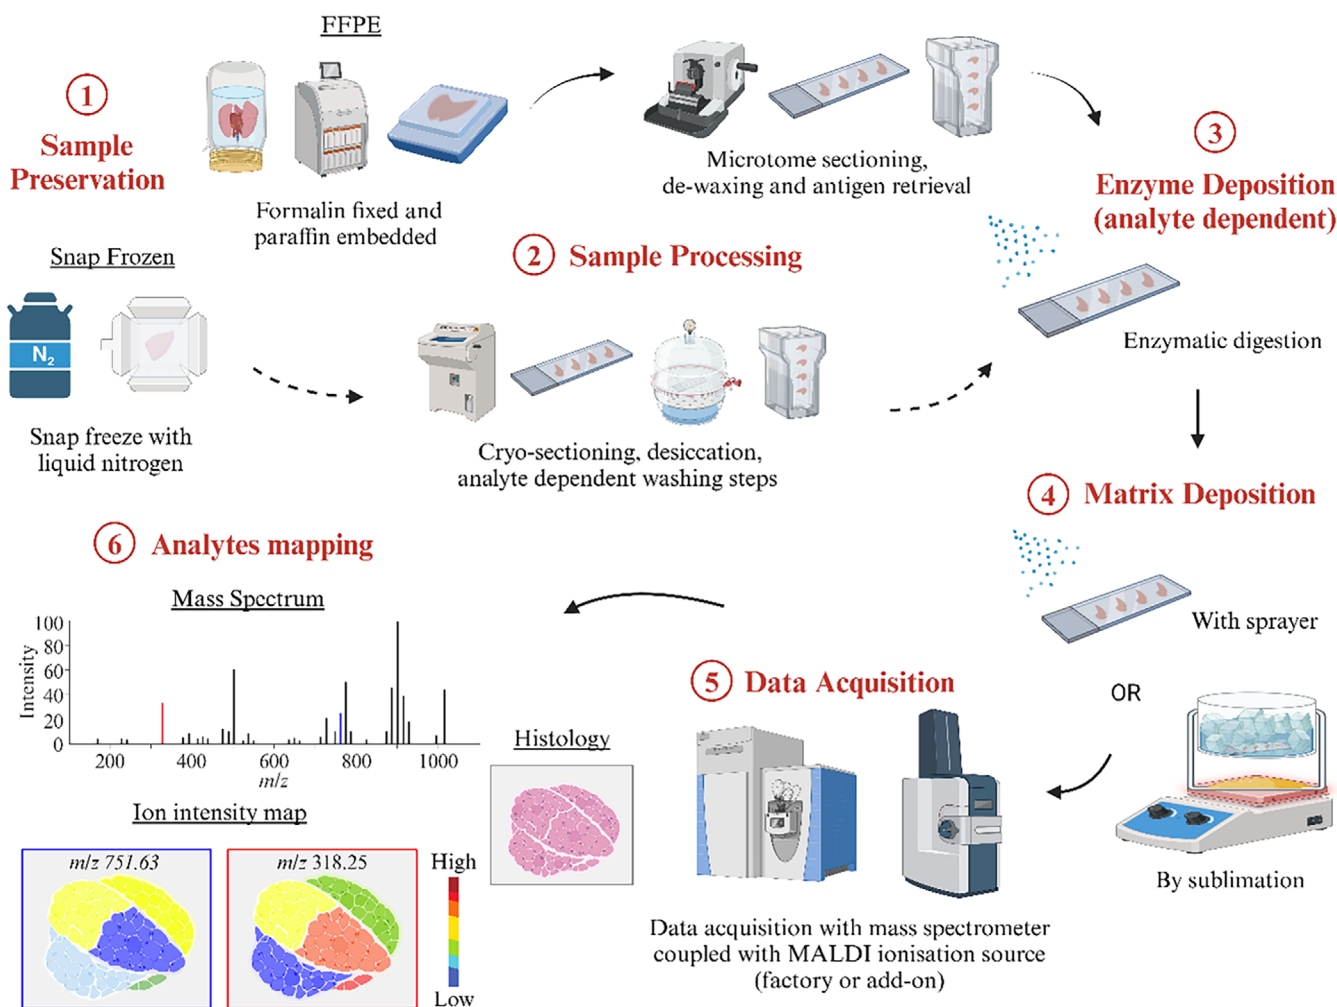 FFPE
1
Sample
Preservation
Formalin fixed and
paraffin embedded
Microtome sectioning,
de-waxing and antigen retrieval
Snap Frozen
N2
Snap freeze with
liquid nitrogen
2 Sample Processing
Cryo-sectioning, desiccation,
analyte dependent washing steps
3
Enzyme Deposition
(analyte dependent)
Enzymatic digestion
4 Matrix Deposition
With sprayer
OR
By sublimation
5 Data Acquisition
Data acquisition with mass spectrometer
coupled with MALDI ionisation source
(factory or add-on)
6 Analytes mapping
Mass Spectrum
Intensity
100
80
60
40
20
0
200 400 600 800 1000
m/z
Histology
Ion intensity map
m/z 751.63
m/z 318.25
High
Low